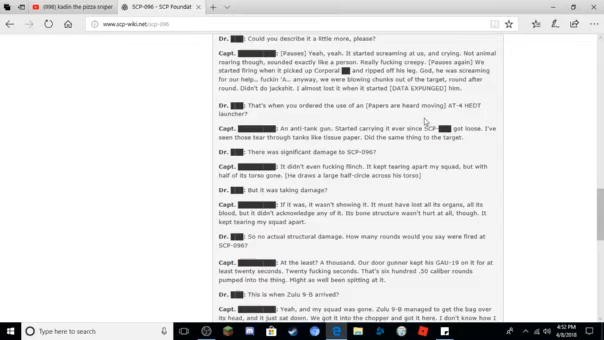 (006) kadin the pizza sniper
SCP-096 - SCP Foundat
www.scp-wiki.net/scp-096
Dr. ███: Could you describe it a little more, please?
Capt. ██████ ███: [Pauses] Yeah, yeah. It started screaming at us, and crying. Not animal
roaring though, sounded exactly like a person. Really fucking creepy. [Pauses again] We
started firing when it picked up Corporal ██ and ripped off his leg. God, he was screaming
for our help… fuckin 'A… anyway, we were blowing chunks out of the target, round after
round. Didn't do jackshit. I almost lost it when it started [DATA EXPUNGED] him.
Dr. ███: That's when you ordered the use of an [Papers are heard moving] AT-4 HEDT
launcher?
Capt. ██████ ███: An anti-tank gun. Started carrying it ever since SCP-███ got loose. I've
seen those tear through tanks like tissue paper. Did the same thing to the target.
Dr. ███: There was significant damage to SCP-096?
Capt. ██████ ███: It didn't even fucking flinch. It kept tearing apart my squad, but with
half of its torso gone. [He draws a large half-circle across his torso]
Dr. ███: But it was taking damage?
Capt. ██████ ███: If it was, it wasn't showing it. It must have lost all its organs, all its
blood, but it didn't acknowledge any of it. Its bone structure wasn't hurt at all, though. It
kept tearing my squad apart.
Dr. ███: So no actual structural damage. How many rounds would you say were fired at
SCP-096?
Capt. ██████ ███: At the least? A thousand. Our door gunner kept his GAU-19 on it for at
least twenty seconds. Twenty fucking seconds. That's six hundred .50 caliber rounds
pumped into the thing. Might as well been spitting at it.
Dr. ███: This is when Zulu 9-B arrived?
Capt. ██████ ███: Yeah, and my squad was gone. Zulu 9-B managed to get the bag over
its head, and it just sat down. We got it into the chopper and got it here. I don't know how I
Type here to search
4:52 PM
4/8/2018